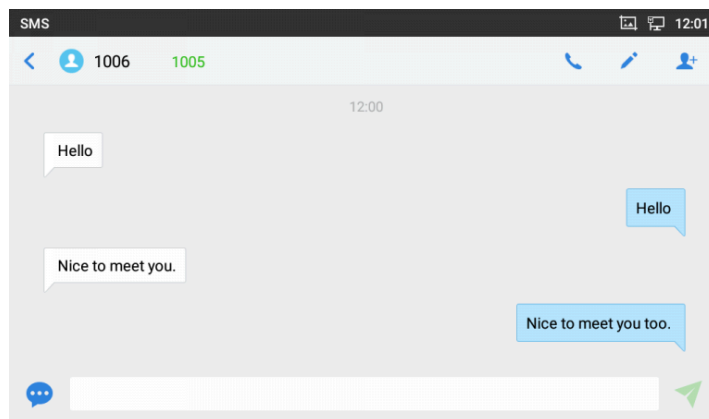 SMS 12:01
1006 1005
12:00
Hello
Hello
Nice to meet you.
Nice to meet you too.